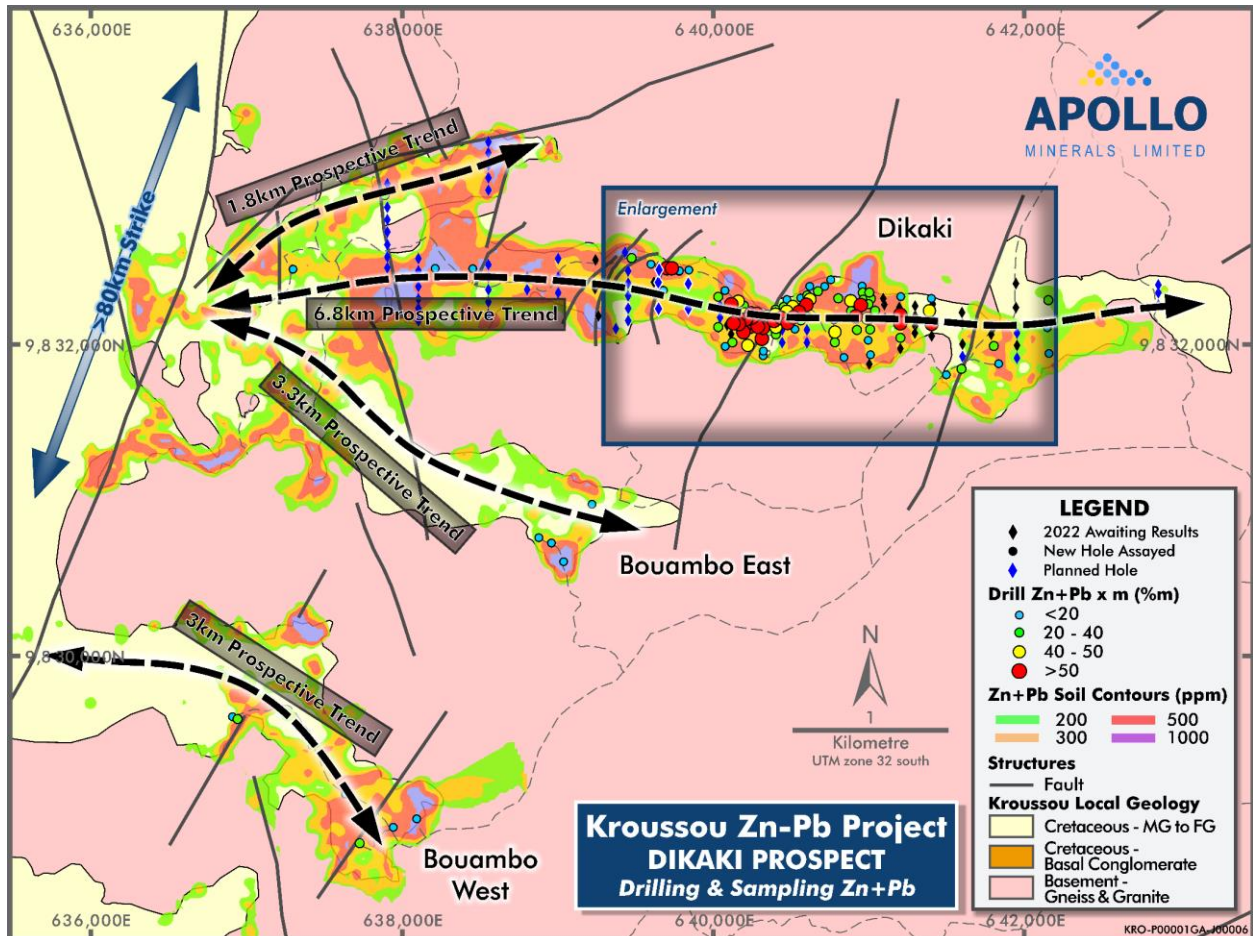 636,000E
638,000E
6 40,000E
6 42,000E
APOLLO
MINERALS LIMITED
>80km Strike
1.8km Prospective Trend
Enlargement
Dikaki
6.8km Prospective Trend
9,8 32,000N
9,8 32,000N
3.3km Prospective Trend
Bouambo East
3km Prospective Trend
9,8 30,000N
Bouambo
West
N
1
Kilometre
UTM zone 32 south
LEGEND
2022 Awaiting Results
New Hole Assayed
Planned Hole
Drill Zn+Pb x m (%m)
<20
20 - 40
40 - 50
>50
Zn+Pb Soil Contours (ppm)
200 500
300 1000
Structures
Fault
Kroussou Local Geology
Cretaceous - MG to FG
Cretaceous -
Basal Conglomerate
Basement -
Gneiss & Granite
Kroussou Zn-Pb Project
DIKAKI PROSPECT
Drilling & Sampling Zn+Pb
636,000E
638,000E
6 40,000E
6 42,000E
KRO-P00001GA-J00006